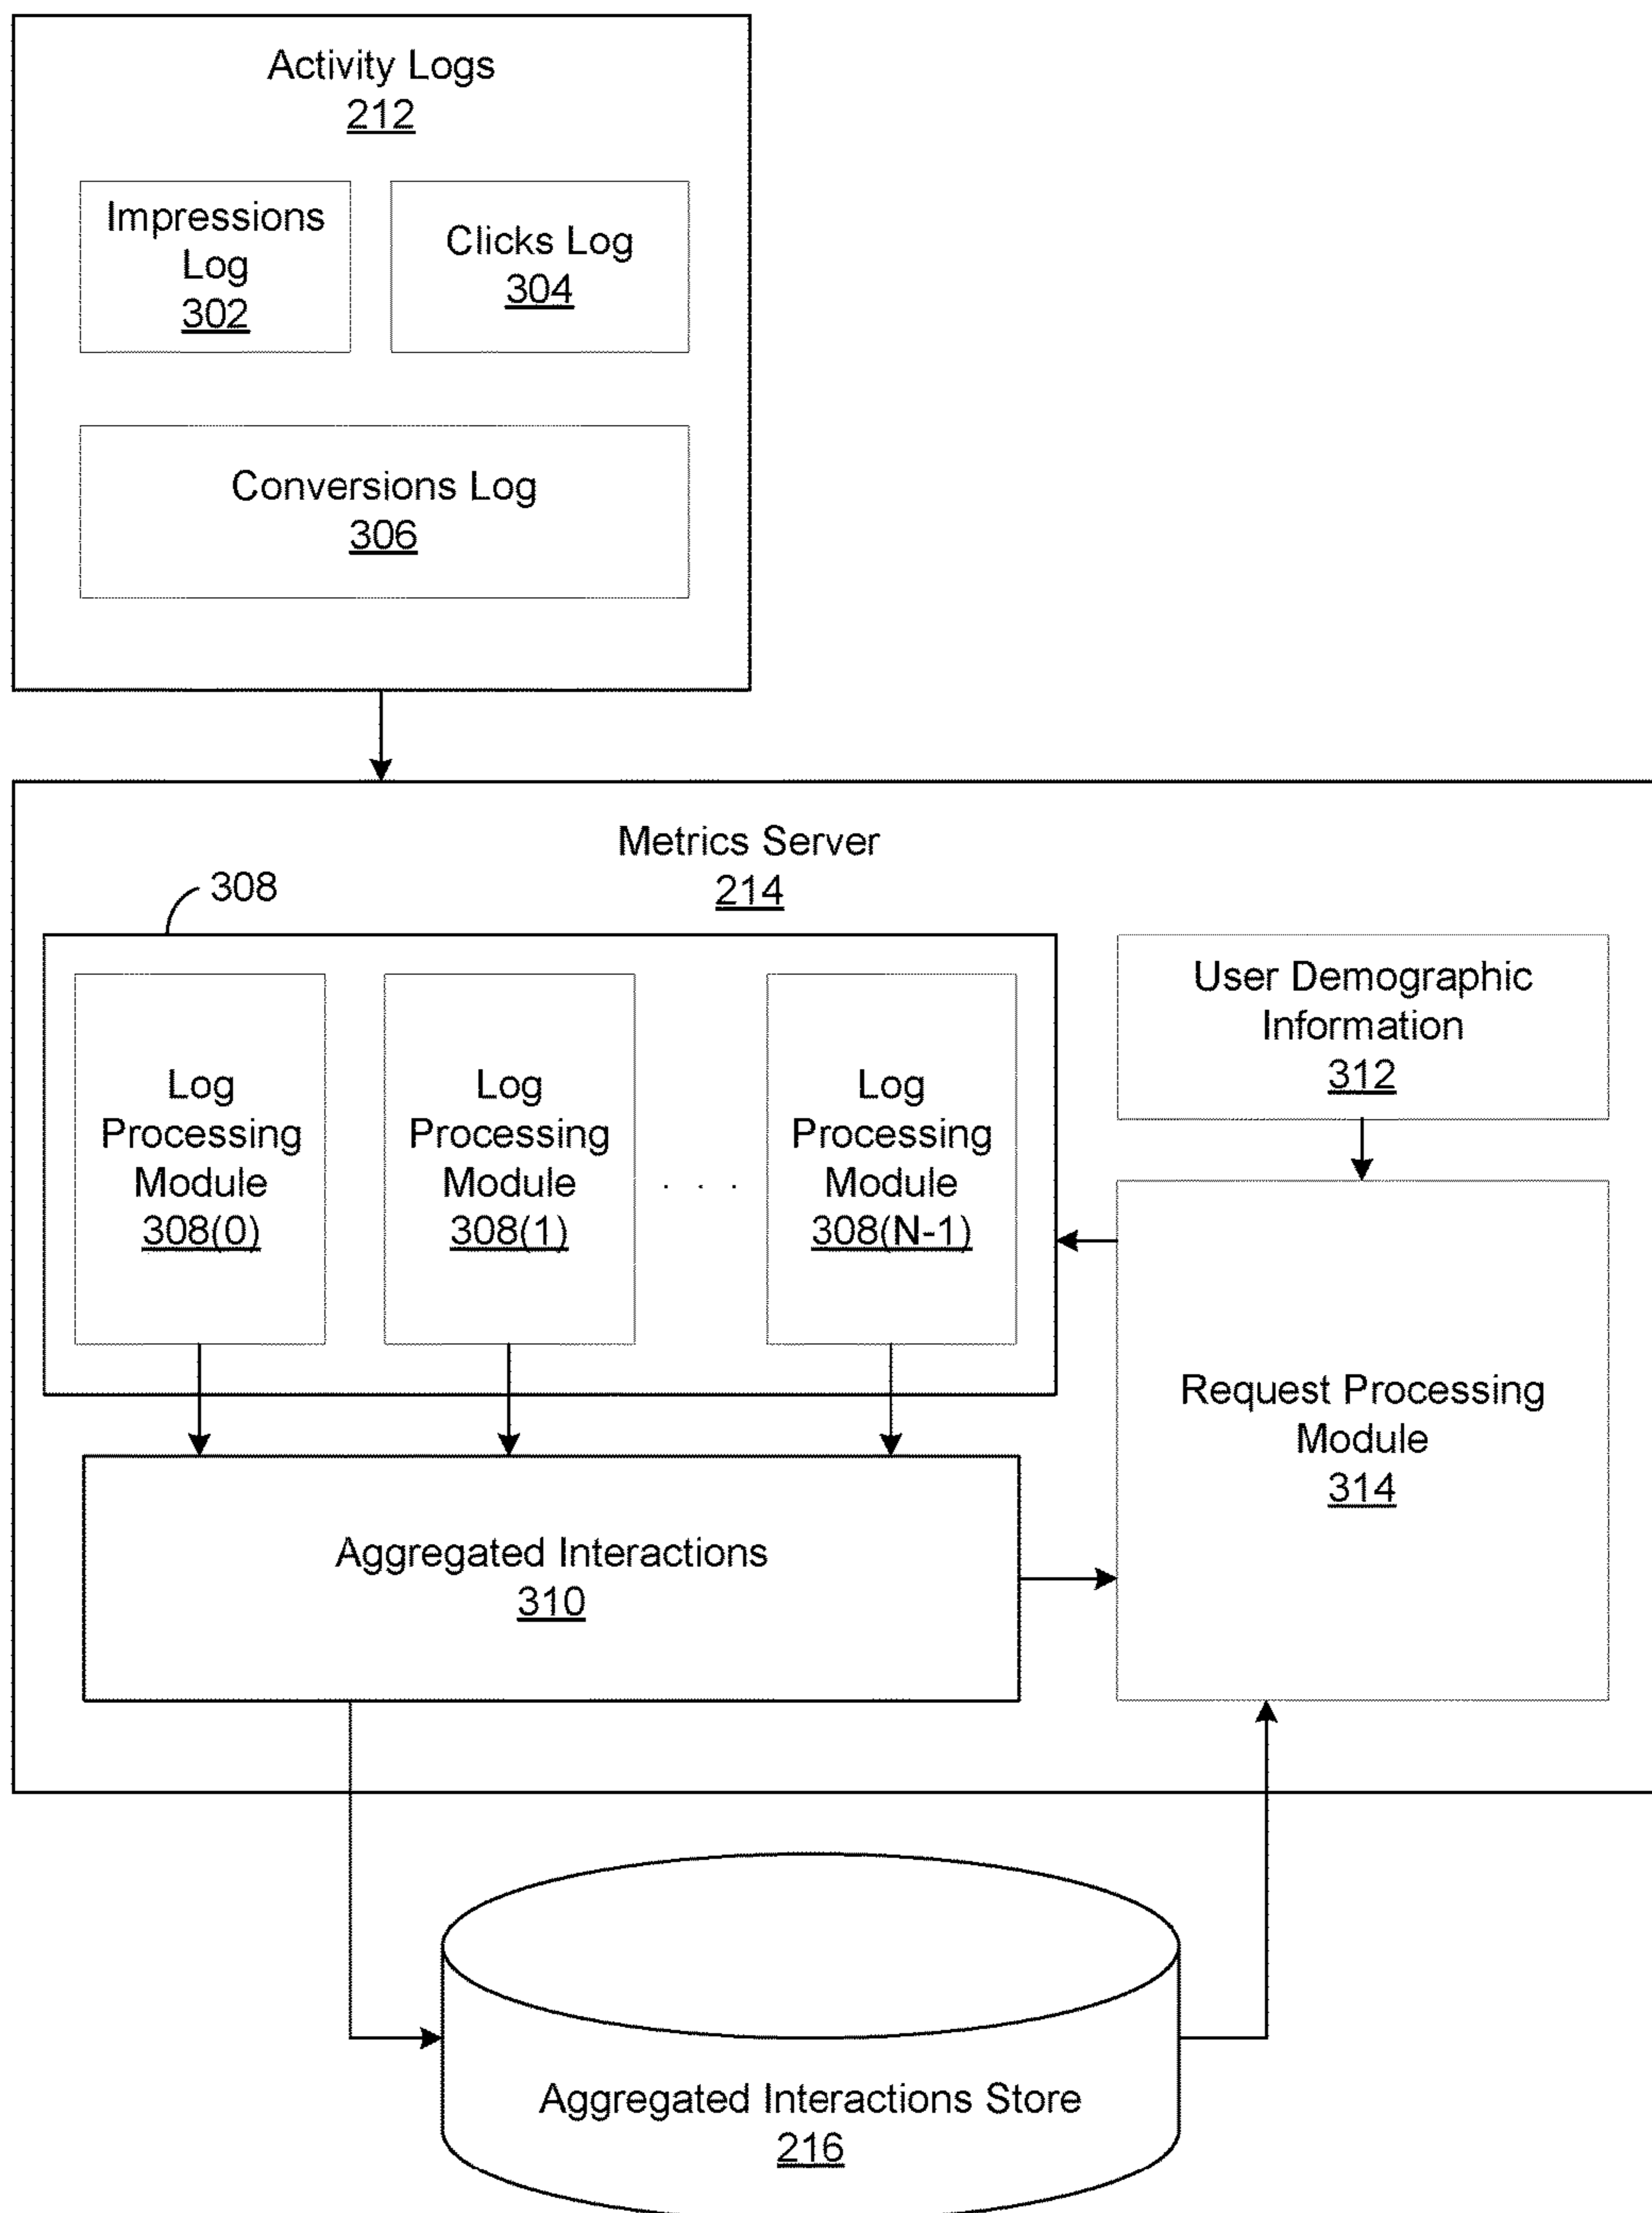 Activity Logs
212
Impressions
Log
302
Clicks Log
304
Conversions Log
306
Metrics Server
214
308
Log
Processing
Module
308(0)
Log
Processing
Module
308(1)
. . .
Log
Processing
Module
308(N-1)
User Demographic
Information
312
Request Processing
Module
314
Aggregated Interactions
310
Aggregated Interactions Store
216